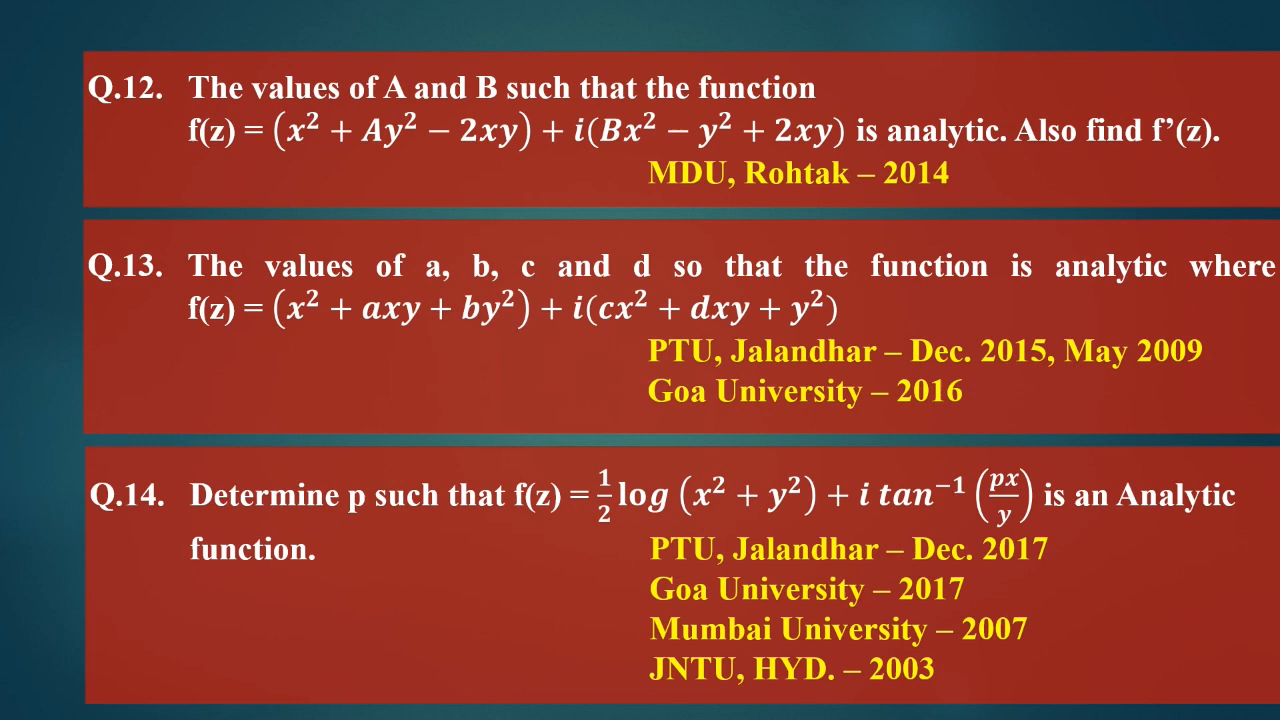 Q.12. The values of A and B such that the function
f(z) = (x² + Ay² − 2xy) + i(Bx² − y² + 2xy) is analytic. Also find f’(z).
MDU, Rohtak – 2014
Q.13. The values of a, b, c and d so that the function is analytic where
f(z) = (x² + axy + by²) + i(cx² + dxy + y²)
PTU, Jalandhar – Dec. 2015, May 2009
Goa University – 2016
Q.14. Determine p such that f(z) = 1/2 log (x² + y²) + i tan⁻¹ (px/y) is an Analytic
function.
PTU, Jalandhar – Dec. 2017
Goa University – 2017
Mumbai University – 2007
JNTU, HYD. – 2003